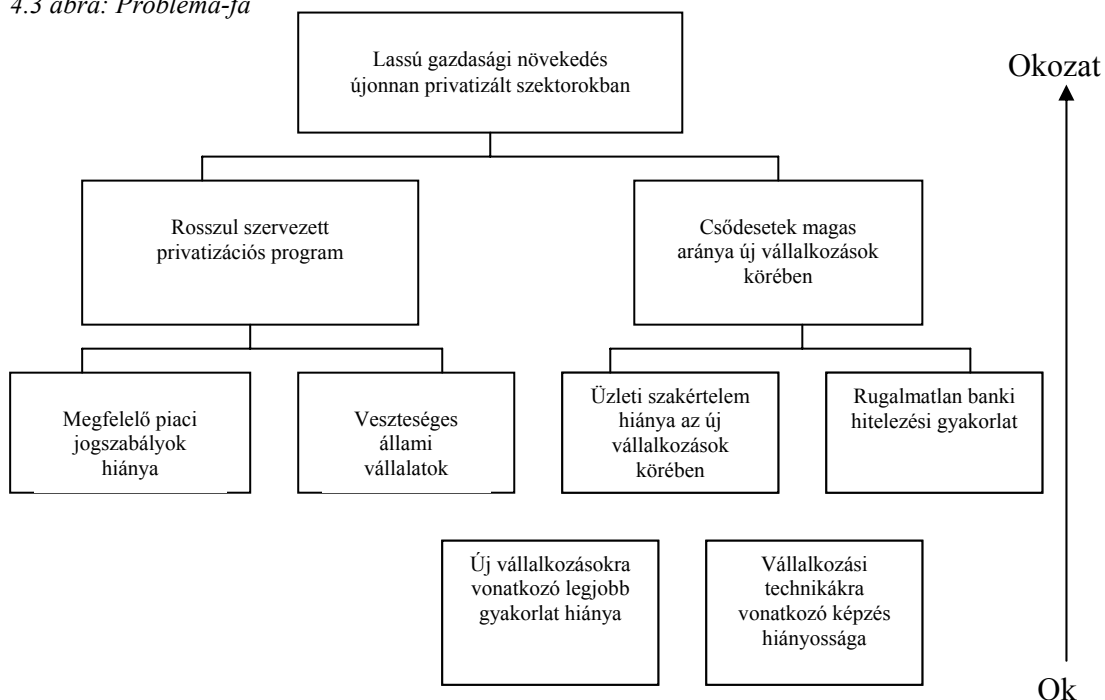 4.3 ábra: Probléma-fa
Lassú gazdasági növekedés
újonnan privatizált szektorokban
Okozat
Rosszul szervezett
privatizációs program
Csődesetek magas
aránya új vállalkozások
körében
Megfelelő piaci
jogszabályok
hiánya
Veszteséges
állami
vállalatok
Üzleti szakértelem
hiánya az új
vállalkozások
körében
Rugalmatlan banki
hitelezési gyakorlat
Új vállalkozásokra
vonatkozó legjobb
gyakorlat hiánya
Vállalkozási
technikákra
vonatkozó képzés
hiányossága
Ok